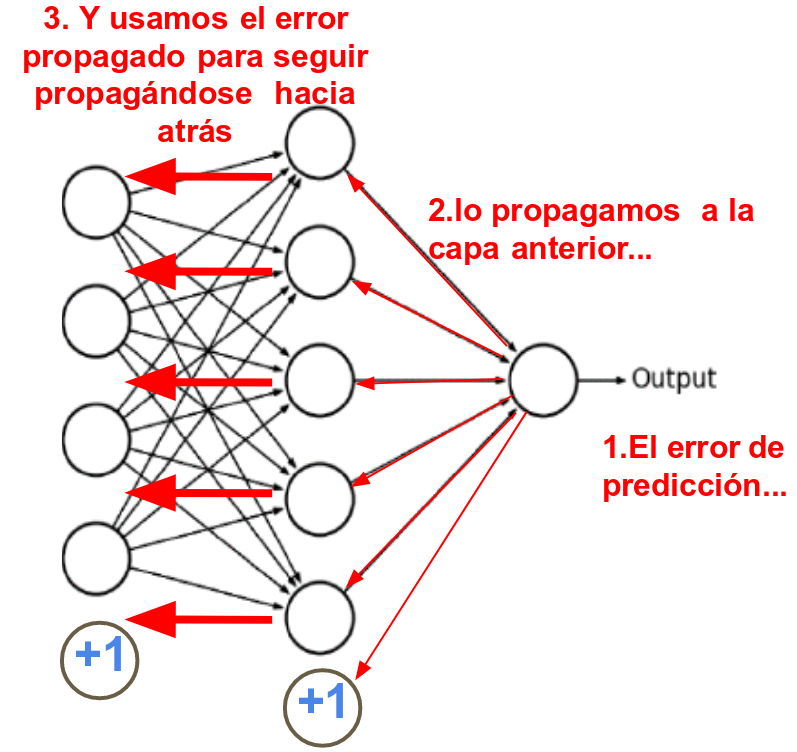 3. Y usamos el error
propagado para seguir
propagándose hacia
atrás
2.lo propagamos a la
capa anterior...
Output
1.El error de
predicción...
+1
+1